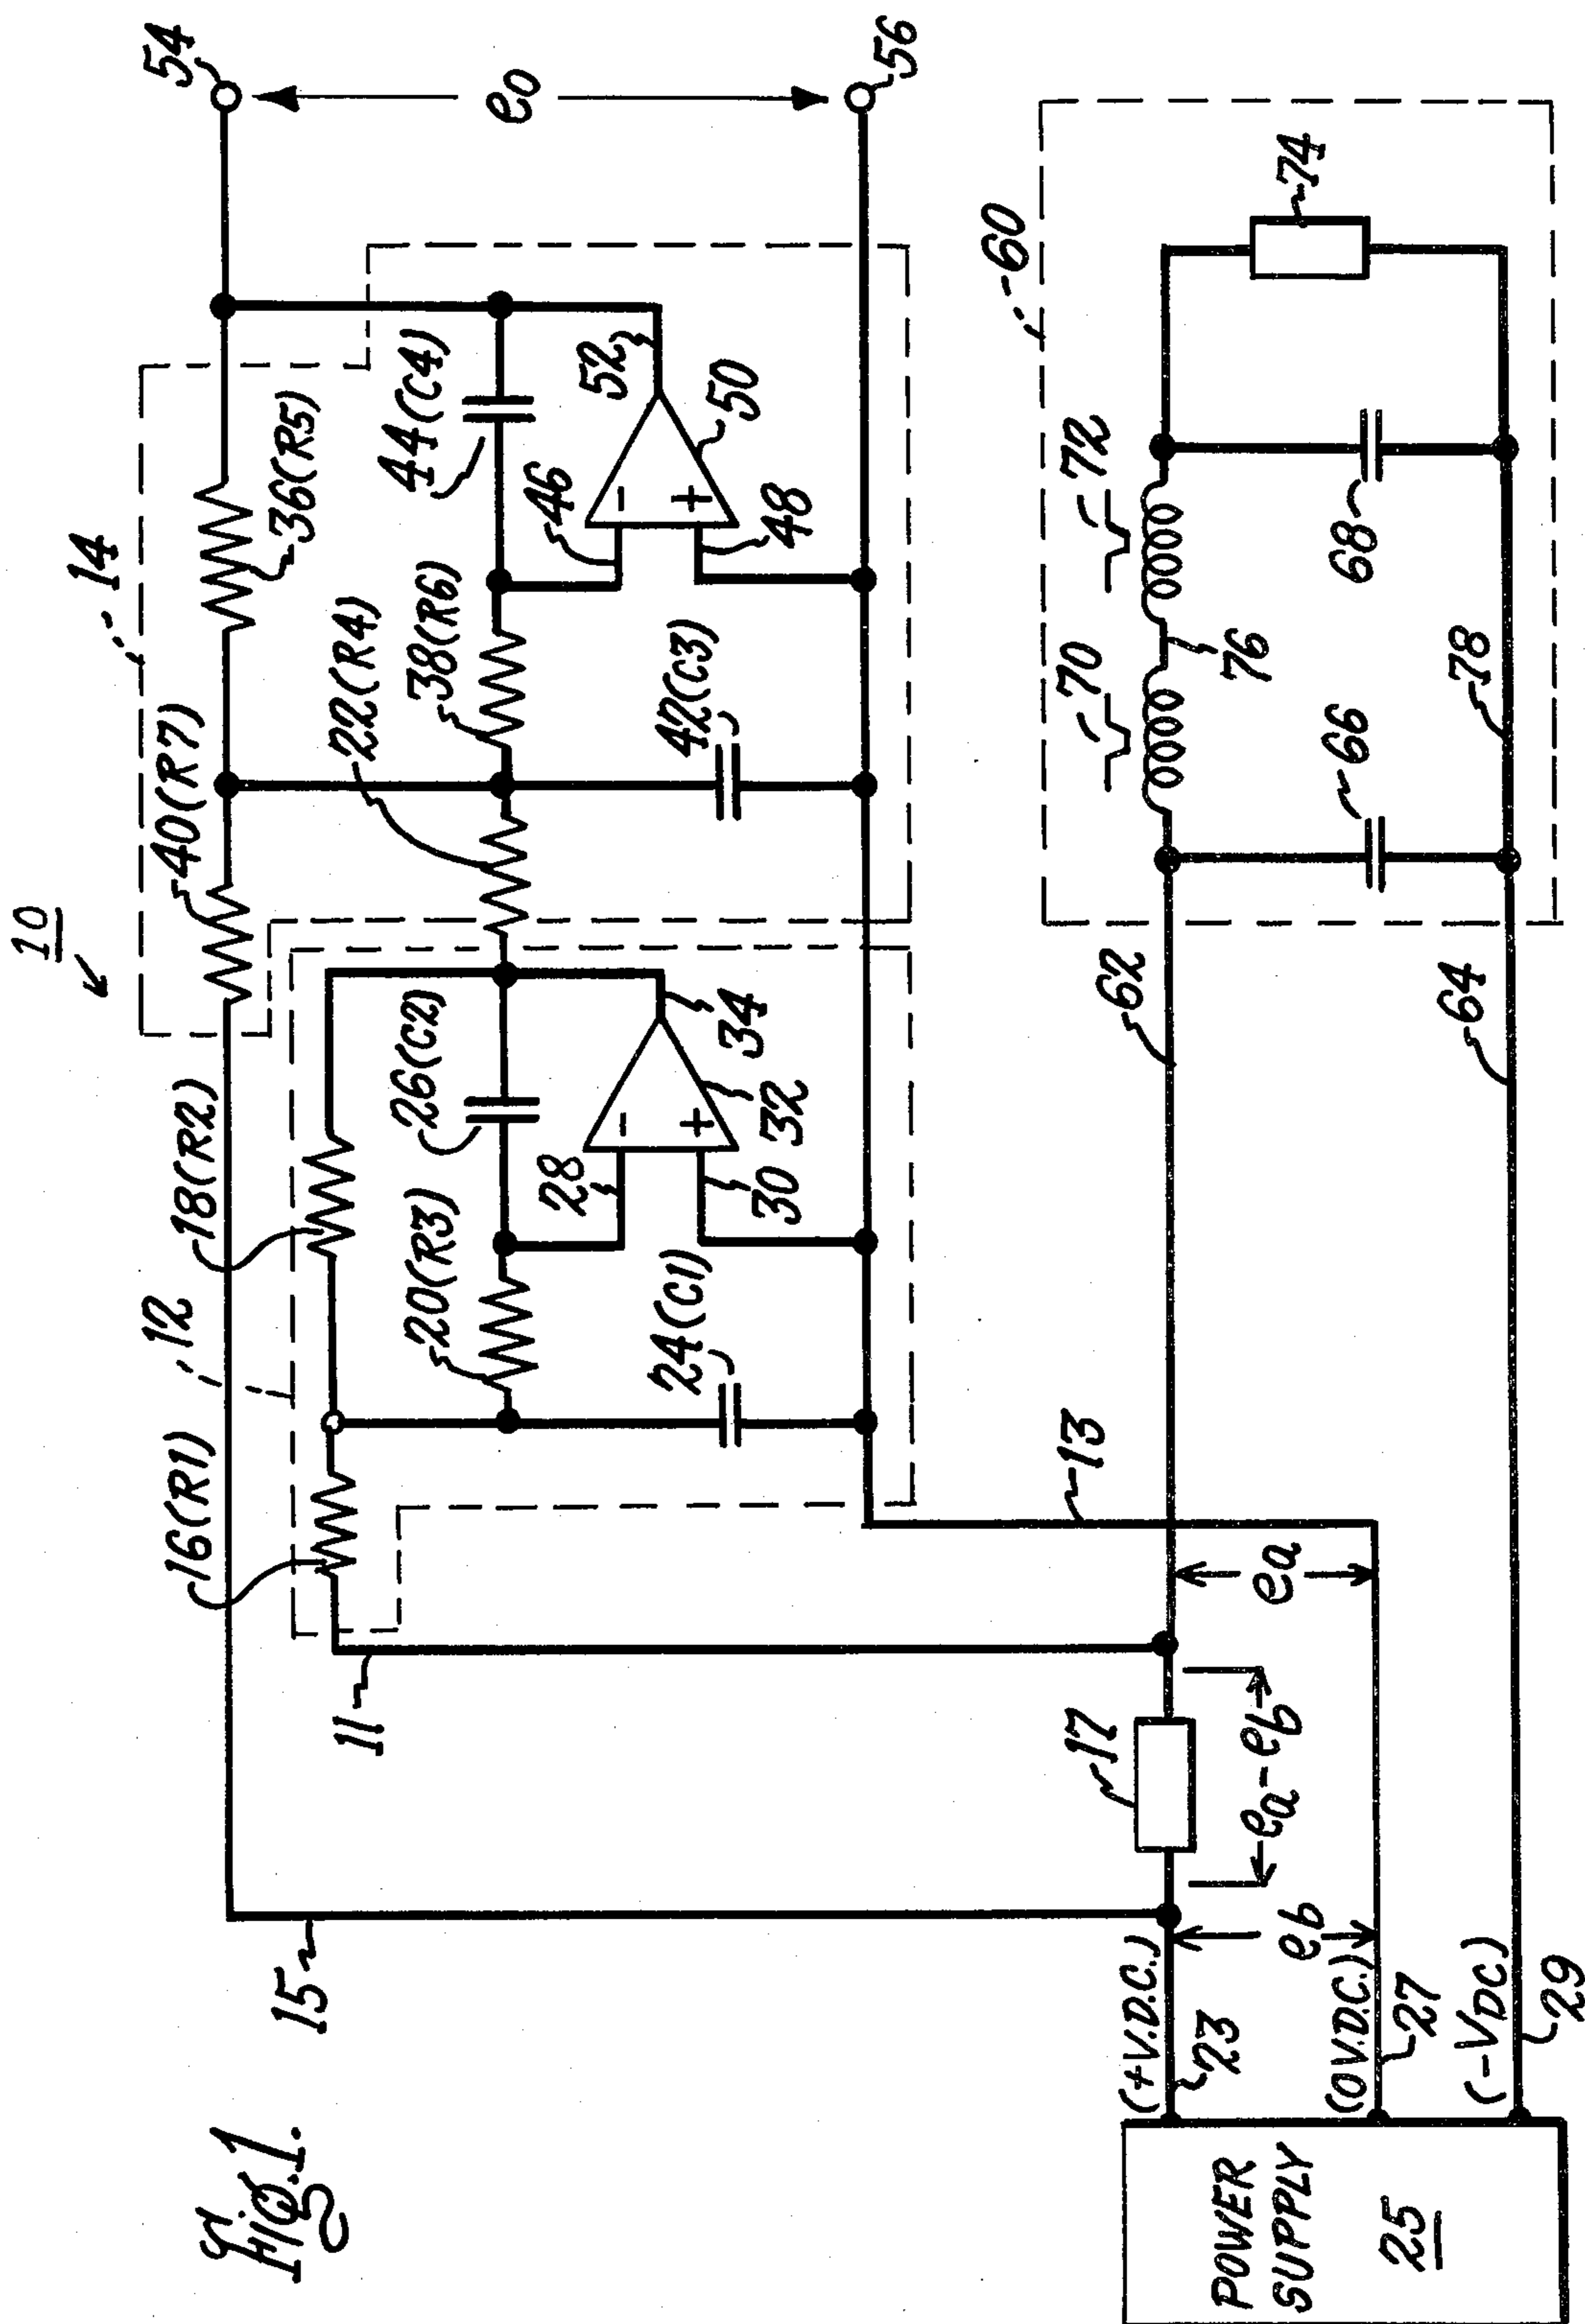 Fig. 1.
10
14
54
40(R7)
36(R5)
12
16(R1)
18(R2)
22(R4)
38(R6)
44(C4)
52
46
50
48
e0
56
20(R3)
26(C2)
28
34
32
30
24(C1)
42(C3)
15
11
13
17
ea-eb
ea
eb
62
64
60
70
72
76
74
66
68
78
(+V.D.C.)
23
(0V.D.C.)
27
(-VDC)
29
POWER
SUPPLY
25